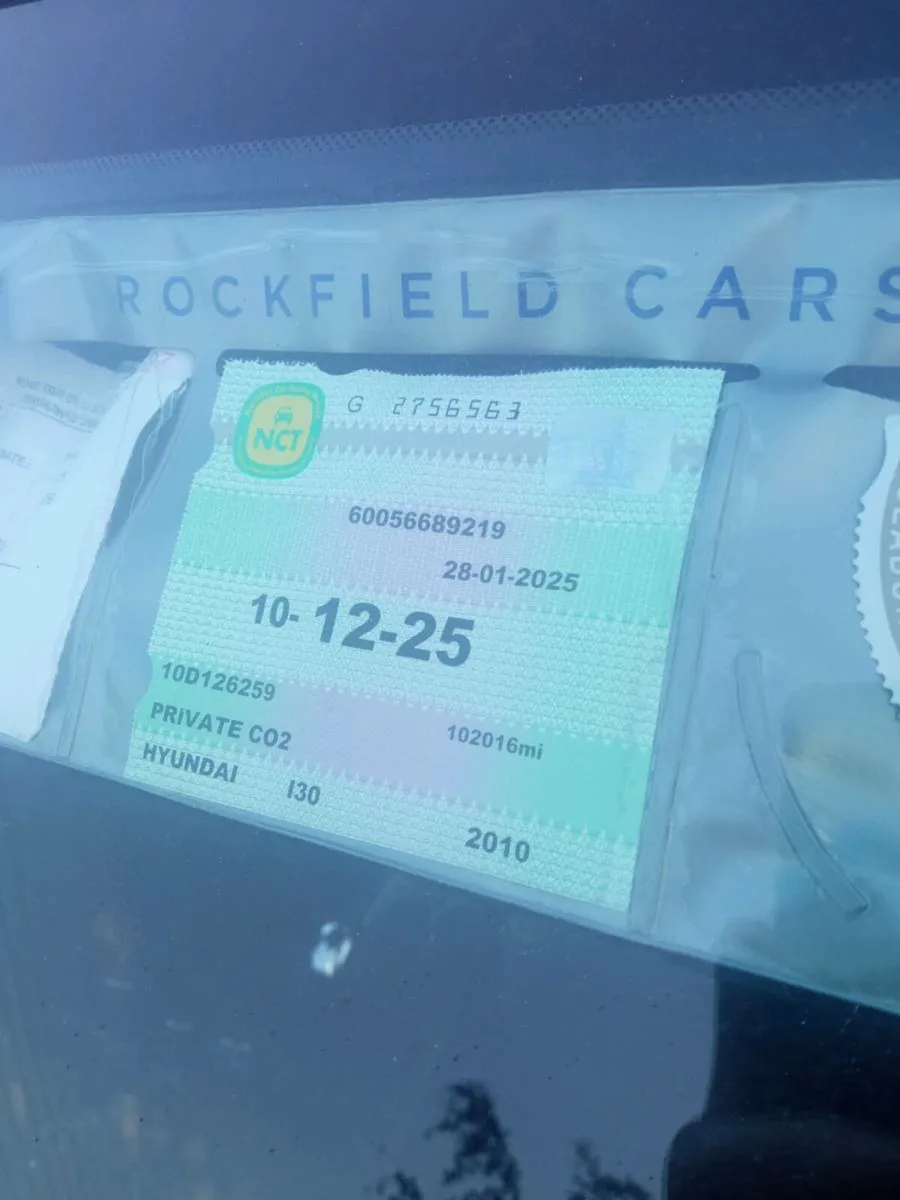 ROCKFIELD CARS
NCT
G 2756563
60056689219
28-01-2025
10-12-25
10D126259
PRiVATE CO2
102016mi
HYUNDAI I30
2010